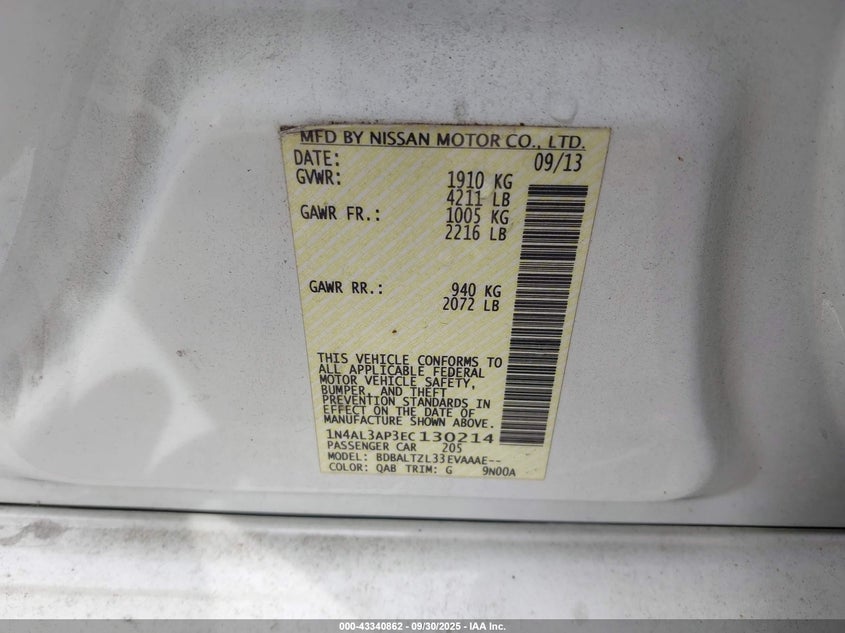 MFD BY NISSAN MOTOR CO., LTD.
DATE: 09/13
GVWR: 1910 KG
4211 LB
GAWR FR.: 1005 KG
2216 LB
GAWR RR.: 940 KG
2072 LB
THIS VEHICLE CONFORMS TO
ALL APPLICABLE FEDERAL
MOTOR VEHICLE SAFETY,
BUMPER, AND THEFT
PREVENTION STANDARDS IN
EFFECT ON THE DATE OF
MANUFACTURE SHOWN ABOVE.
1N4AL3AP3EC130214
PASSENGER CAR 205
MODEL: BDBALTZL33EVAAAE--
COLOR: QAB TRIM: G 9N00A
000-43340862 - 09/30/2025 - IAA Inc.